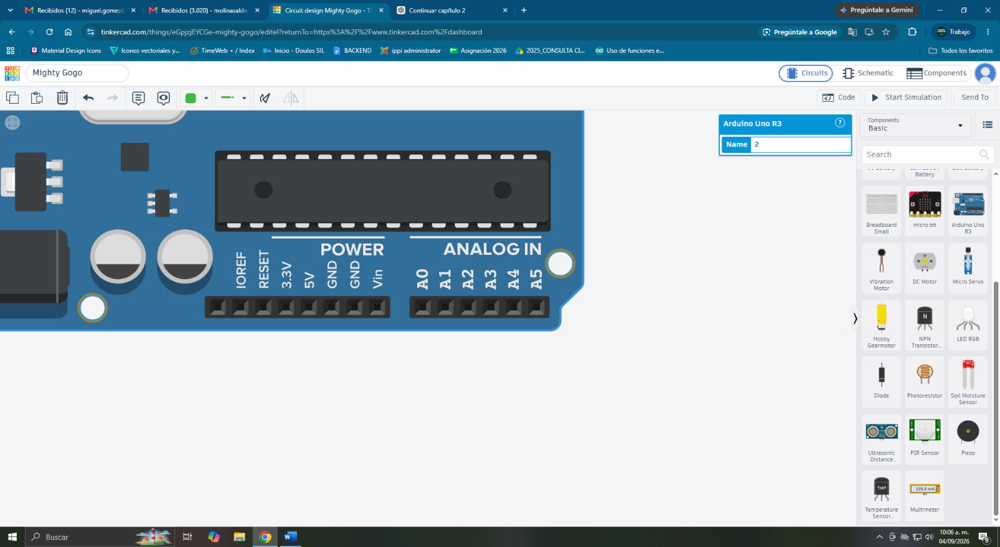 Recibidos (12) - miguel.gomez
Recibidos (3.020) - molinasalda
Circuit design Mighty Gogo - Ti
Continuar capítulo 2
Pregúntale a Gemini
tinkercad.com/things/eGpjzjEYCGe-mighty-gogo/editel?returnTo=https%3A%2F%2Fwww.tinkercad.com%2Fdashboard
Pregúntale a Google
Trabajo
Material Design Icons
Iconos vectoriales y...
TimeWeb + / Index
Inicio - Doulos SIL
BACKEND
ippi administrator
Asignación 2026
2025_CONSULTA CI...
Uso de funciones e...
Todos los favoritos
TIN
KER
CAD
Mighty Gogo
Circuits
Schematic
Components
Code
Start Simulation
Send To
Arduino Uno R3
?
Name 2
Components
Basic
Search
Battery
Breadboard Small
micro:bit
Arduino Uno R3
Vibration Motor
DC Motor
Micro Servo
Hobby Gearmotor
N
NPN Transistor...
LED RGB
Diode
Photoresistor
Soil Moisture Sensor
Ultrasonic Distance...
PIR Sensor
Piezo
TMP
Temperature Sensor...
125.0 mA
Multimeter
POWER
ANALOG IN
IOREF
RESET
3.3V
5V
GND
GND
Vin
A0
A1
A2
A3
A4
A5
Buscar
10:06 a. m.
04/09/2026
9